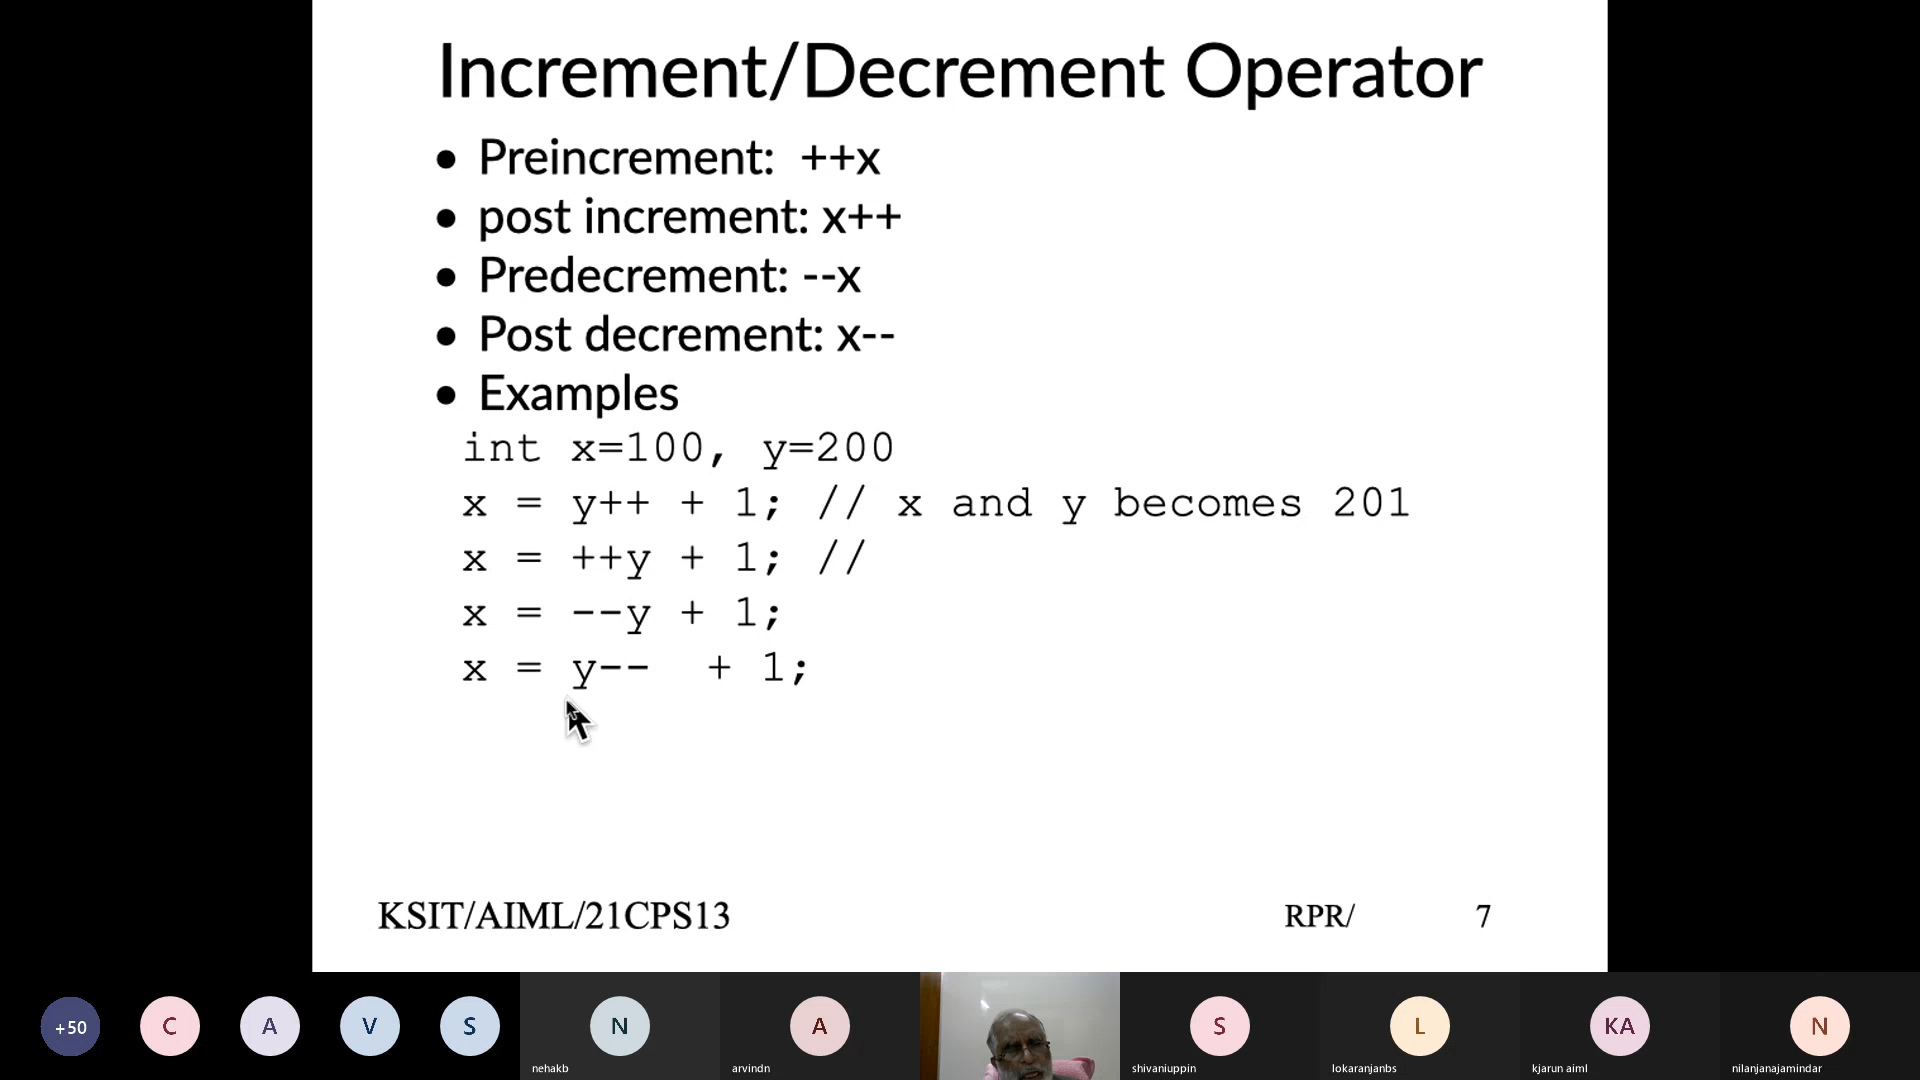 Increment/Decrement Operator
• Preincrement: ++x
• post increment: x++
• Predecrement: --x
• Post decrement: x--
• Examples
int x=100, y=200
x = y++ + 1; // x and y becomes 201
x = ++y + 1; //
x = --y + 1;
x = y--  + 1;
KSIT/AIML/21CPS13 RPR/ 7
+50 C A V S N A S L KA N
nehakb arvindn shivaniuppin lokaranjanbs kjarun aiml nilanjanajamindar